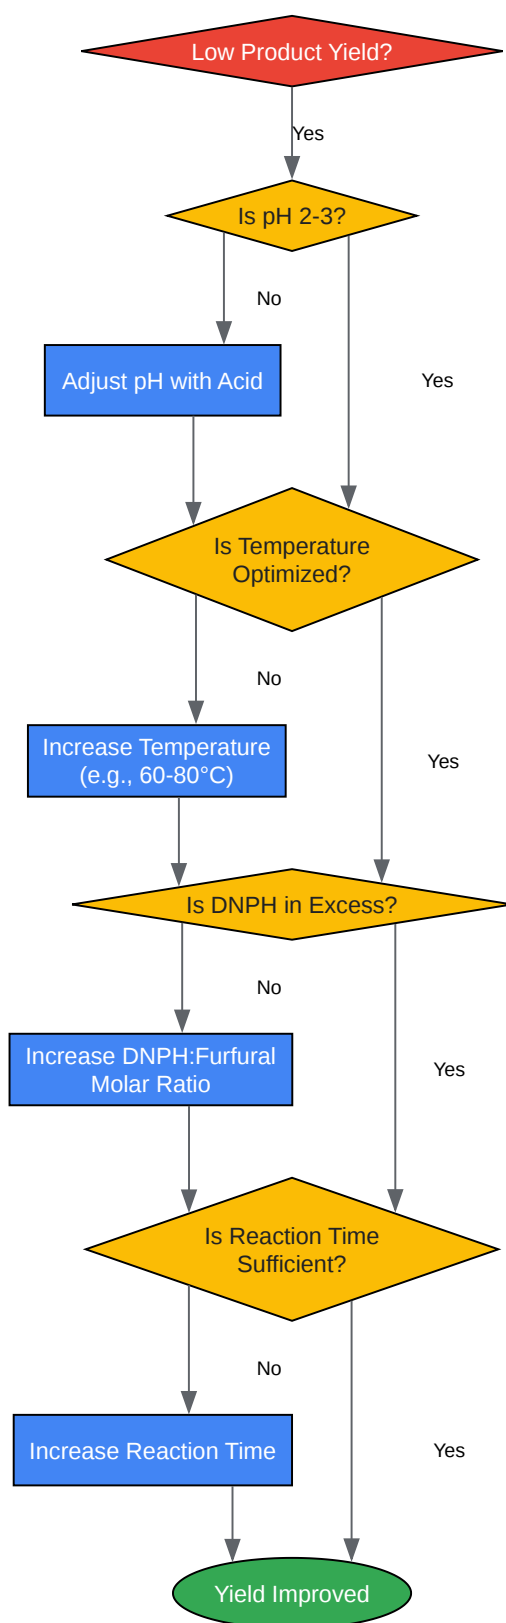 Low Product Yield?
Yes
Is pH 2-3?
No
Adjust pH with Acid
Yes
Is Temperature
Optimized?
No
Increase Temperature
(e.g., 60-80°C)
Yes
Is DNPH in Excess?
No
Increase DNPH:Furfural
Molar Ratio
Yes
Is Reaction Time
Sufficient?
No
Increase Reaction Time
Yes
Yield Improved